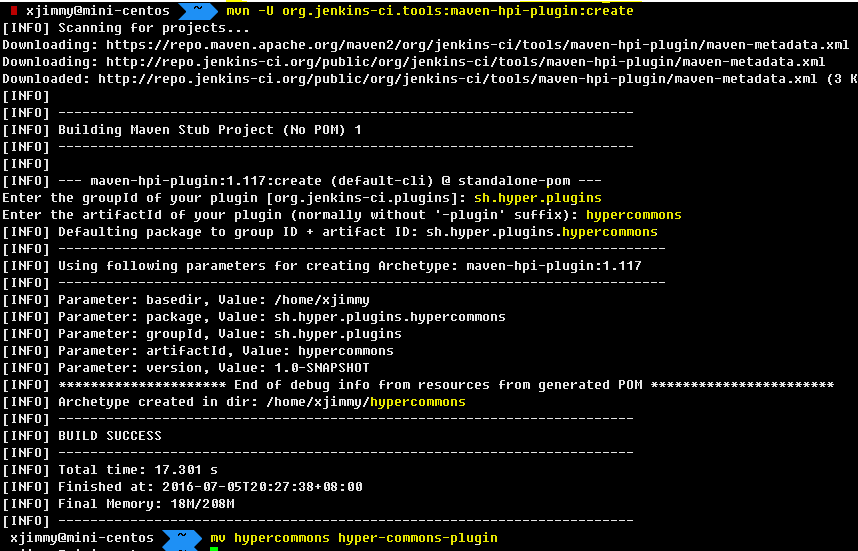 xjimmy@mini-centos ~ mvn -U org.jenkins-ci.tools:maven-hpi-plugin:create
[INFO] Scanning for projects...
Downloading: https://repo.maven.apache.org/maven2/org/jenkins-ci/tools/maven-hpi-plugin/maven-metadata.xml
Downloading: http://repo.jenkins-ci.org/public/org/jenkins-ci/tools/maven-hpi-plugin/maven-metadata.xml
Downloaded: http://repo.jenkins-ci.org/public/org/jenkins-ci/tools/maven-hpi-plugin/maven-metadata.xml (3 K
[INFO]
[INFO] ------------------------------------------------------------------------
[INFO] Building Maven Stub Project (No POM) 1
[INFO] ------------------------------------------------------------------------
[INFO]
[INFO] --- maven-hpi-plugin:1.117:create (default-cli) @ standalone-pom ---
Enter the groupId of your plugin [org.jenkins-ci.plugins]: sh.hyper.plugins
Enter the artifactId of your plugin (normally without '-plugin' suffix): hypercommons
[INFO] Defaulting package to group ID + artifact ID: sh.hyper.plugins.hypercommons
[INFO] ----------------------------------------------------------------------------
[INFO] Using following parameters for creating Archetype: maven-hpi-plugin:1.117
[INFO] ----------------------------------------------------------------------------
[INFO] Parameter: basedir, Value: /home/xjimmy
[INFO] Parameter: package, Value: sh.hyper.plugins.hypercommons
[INFO] Parameter: groupId, Value: sh.hyper.plugins
[INFO] Parameter: artifactId, Value: hypercommons
[INFO] Parameter: version, Value: 1.0-SNAPSHOT
[INFO] ********************* End of debug info from resources from generated POM ***********************
[INFO] Archetype created in dir: /home/xjimmy/hypercommons
[INFO] ------------------------------------------------------------------------
[INFO] BUILD SUCCESS
[INFO] ------------------------------------------------------------------------
[INFO] Total time: 17.301 s
[INFO] Finished at: 2016-07-05T20:27:38+08:00
[INFO] Final Memory: 18M/208M
[INFO] ------------------------------------------------------------------------
xjimmy@mini-centos ~ mv hypercommons hyper-commons-plugin